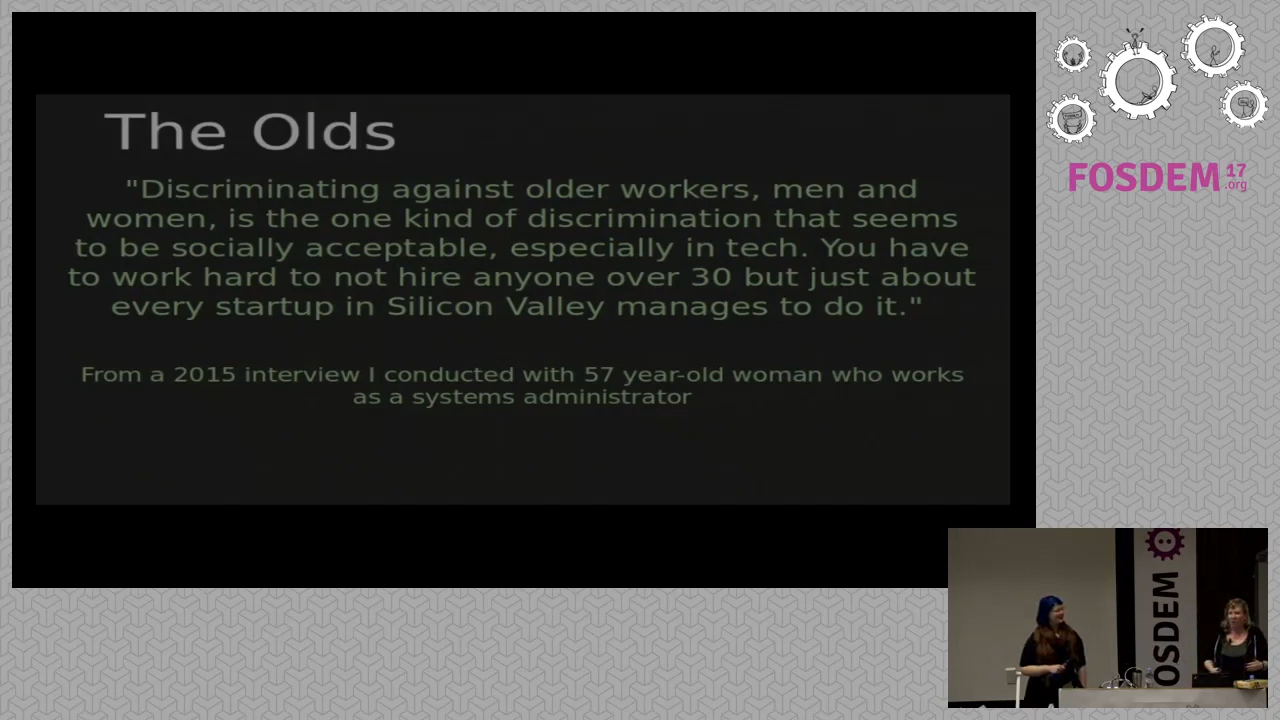 The Olds
"Discriminating against older workers, men and
women, is the one kind of discrimination that seems
to be socially acceptable, especially in tech. You have
to work hard to not hire anyone over 30 but just about
every startup in Silicon Valley manages to do it."
From a 2015 interview I conducted with 57 year-old woman who works
as a systems administrator
FOSDEM 17
.org
OSDEM